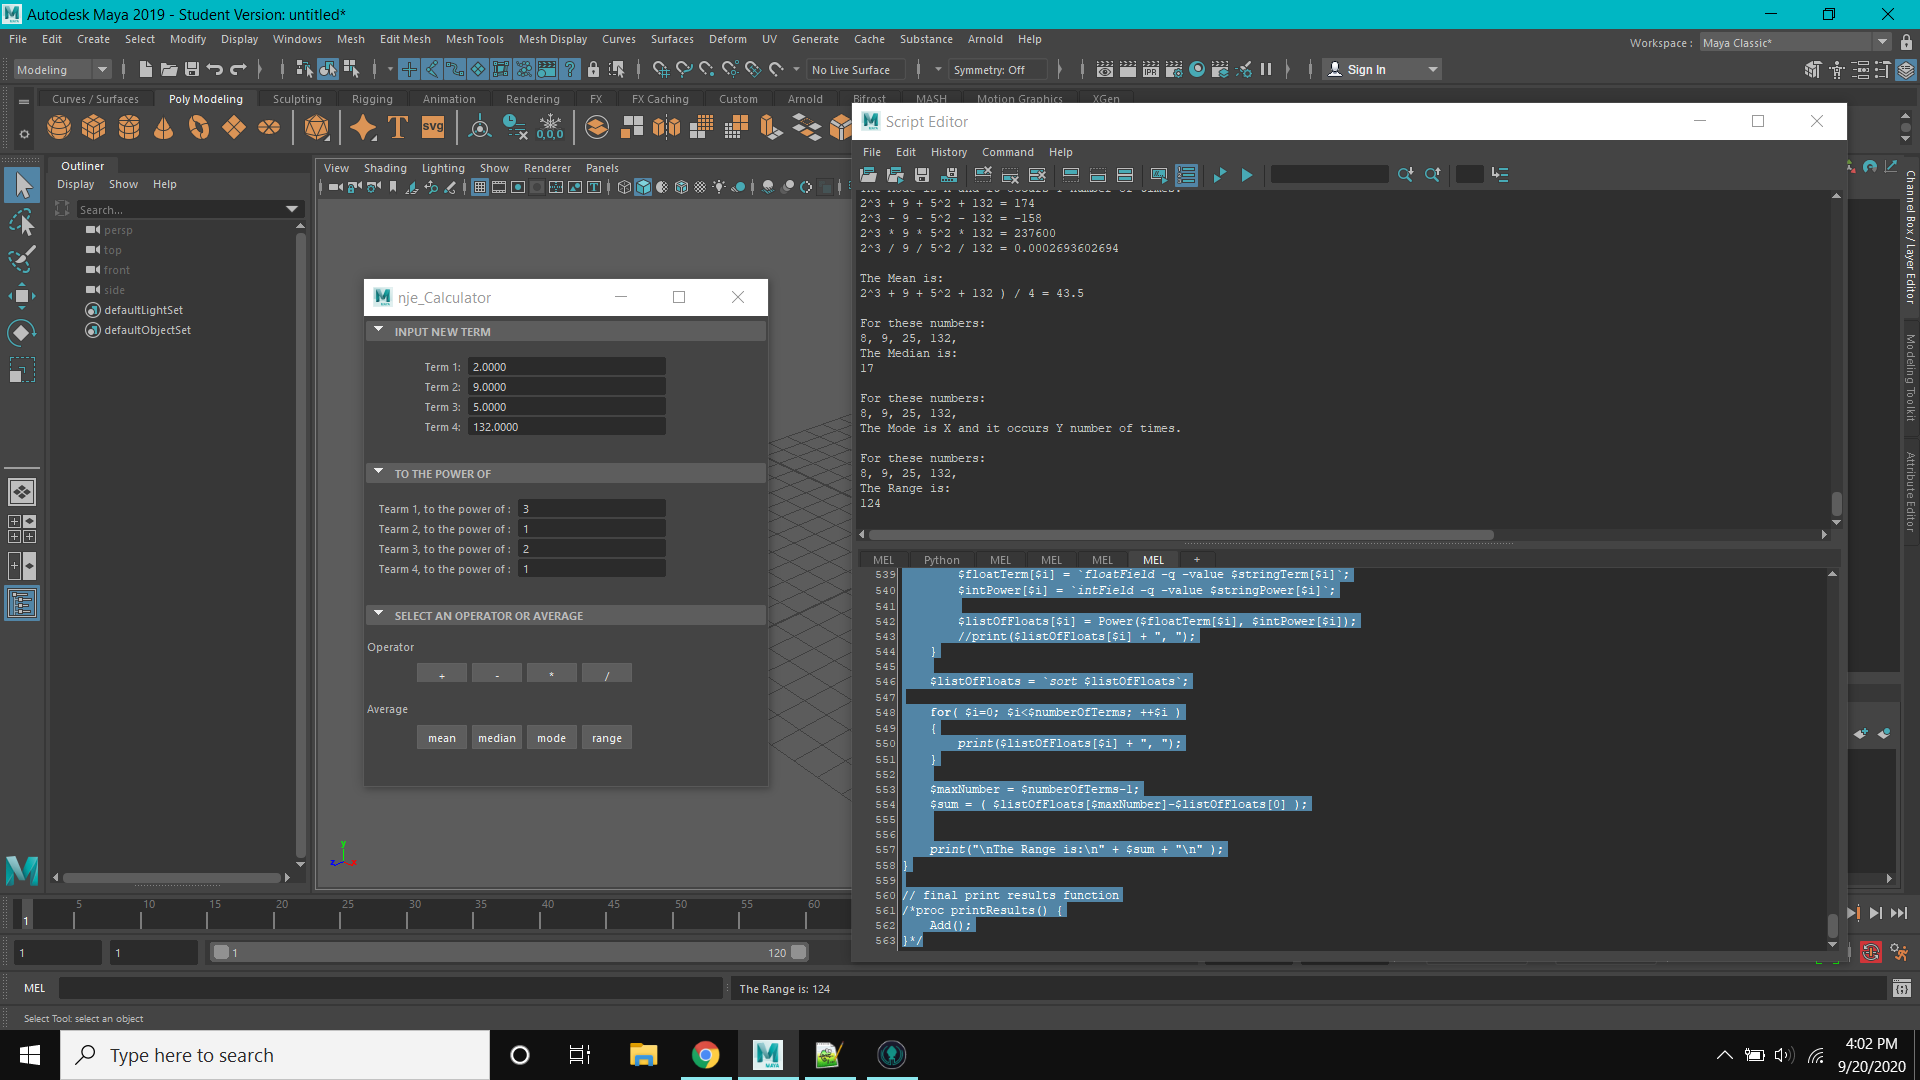 Autodesk Maya 2019 - Student Version: untitled*
File Edit Create Select Modify Display Windows Mesh Edit Mesh Mesh Tools Mesh Display Curves Surfaces Deform UV Generate Cache Substance Arnold Help
Workspace : Maya Classic*
Modeling
No Live Surface
Symmetry: Off
Sign In
Curves / Surfaces Poly Modeling Sculpting Rigging Animation Rendering FX FX Caching Custom Arnold Bifrost MASH Motion Graphics XGen
Outliner
Display Show Help
Search...
persp
top
front
side
defaultLightSet
defaultObjectSet
View Shading Lighting Show Renderer Panels
nje_Calculator
INPUT NEW TERM
Term 1: 2.0000
Term 2: 9.0000
Term 3: 5.0000
Term 4: 132.0000
TO THE POWER OF
Tearm 1, to the power of : 3
Tearm 2, to the power of : 1
Tearm 3, to the power of : 2
Tearm 4, to the power of : 1
SELECT AN OPERATOR OR AVERAGE
Operator
+ - * /
Average
mean median mode range
Script Editor
File Edit History Command Help
The Mode is X and it occurs Y number of times.
2^3 + 9 + 5^2 + 132 = 174
2^3 - 9 - 5^2 - 132 = -158
2^3 * 9 * 5^2 * 132 = 237600
2^3 / 9 / 5^2 / 132 = 0.0002693602694
The Mean is:
2^3 + 9 + 5^2 + 132 ) / 4 = 43.5
For these numbers:
8, 9, 25, 132,
The Median is:
17
For these numbers:
8, 9, 25, 132,
The Mode is X and it occurs Y number of times.
For these numbers:
8, 9, 25, 132,
The Range is:
124
MEL Python MEL MEL MEL MEL +
539 $floatTerm[$i] = `floatField -q -value $stringTerm[$i]`;
540 $intPower[$i] = `intField -q -value $stringPower[$i]`;
541
542 $listOfFloats[$i] = Power($floatTerm[$i], $intPower[$i]);
543 //print($listOfFloats[$i] + ", ");
544 }
545
546 $listOfFloats = `sort $listOfFloats`;
547
548 for( $i=0; $i<$numberOfTerms; ++$i )
549 {
550 print($listOfFloats[$i] + ", ");
551 }
552
553 $maxNumber = $numberOfTerms-1;
554 $sum = ( $listOfFloats[$maxNumber]-$listOfFloats[0] );
555
556
557 print("\nThe Range is:\n" + $sum + "\n" );
558 }
559
560 // final print results function
561 /*proc printResults() {
562 Add();
563 }*/
Channel Box / Layer Editor
Modeling Toolkit
Attribute Editor
5 10 15 20 25 30 35 40 45 50 55 60
1
1 1 1 120
MEL
The Range is: 124
Select Tool: select an object
Type here to search
4:02 PM
9/20/2020